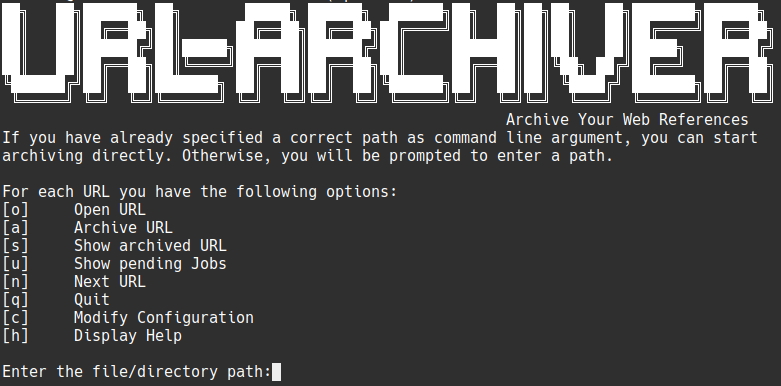 URL-ARCHIVER
Archive Your Web References
If you have already specified a correct path as command line argument, you can start
archiving directly. Otherwise, you will be prompted to enter a path.
For each URL you have the following options:
[o] Open URL
[a] Archive URL
[s] Show archived URL
[u] Show pending Jobs
[n] Next URL
[q] Quit
[c] Modify Configuration
[h] Display Help
Enter the file/directory path: